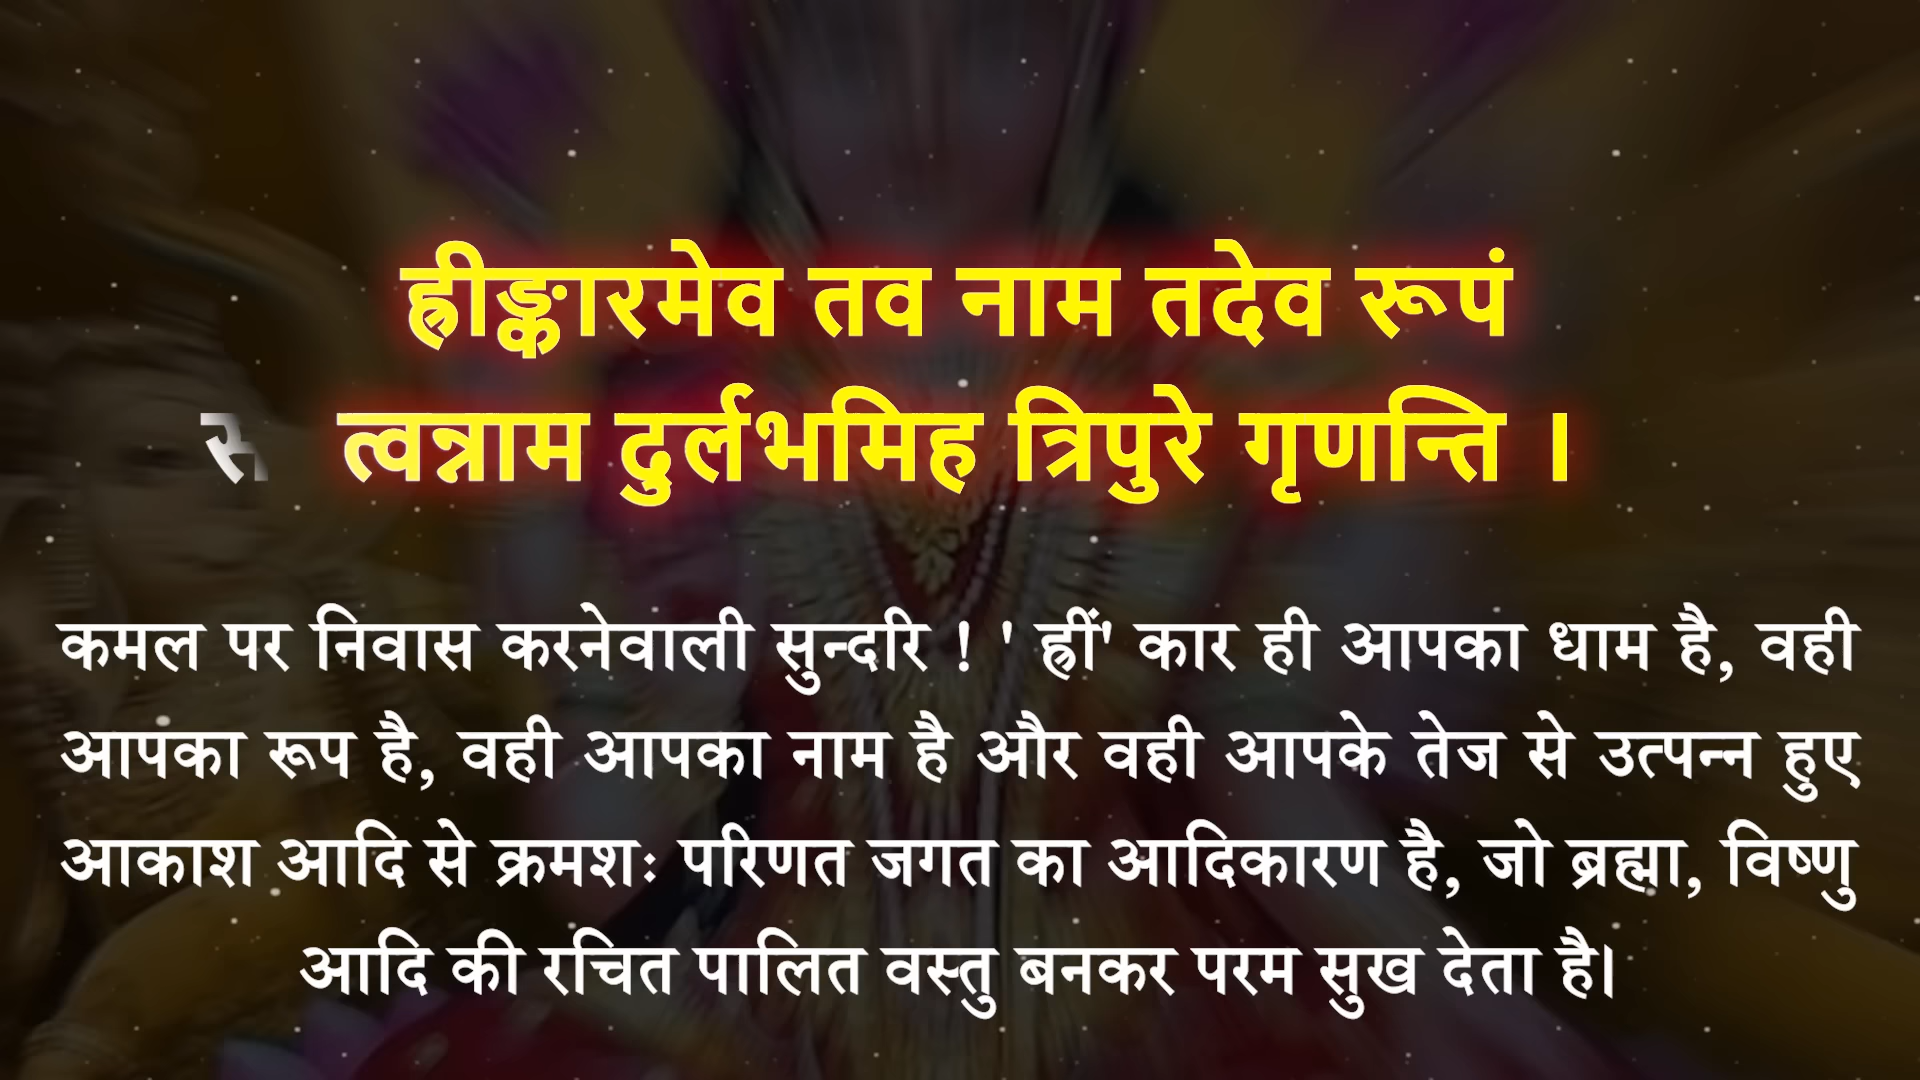 ह्रीङ्कारमेव तव नाम तदेव रूपं
त्वन्नाम दुर्लभमिह त्रिपुरे गृणन्ति ।
कमल पर निवास करनेवाली सुन्दरि ! ' ह्रीं' कार ही आपका धाम है, वही
आपका रूप है, वही आपका नाम है और वही आपके तेज से उत्पन्न हुए
आकाश आदि से क्रमशः परिणत जगत का आदिकारण है, जो ब्रह्मा, विष्णु
आदि की रचित पालित वस्तु बनकर परम सुख देता है।